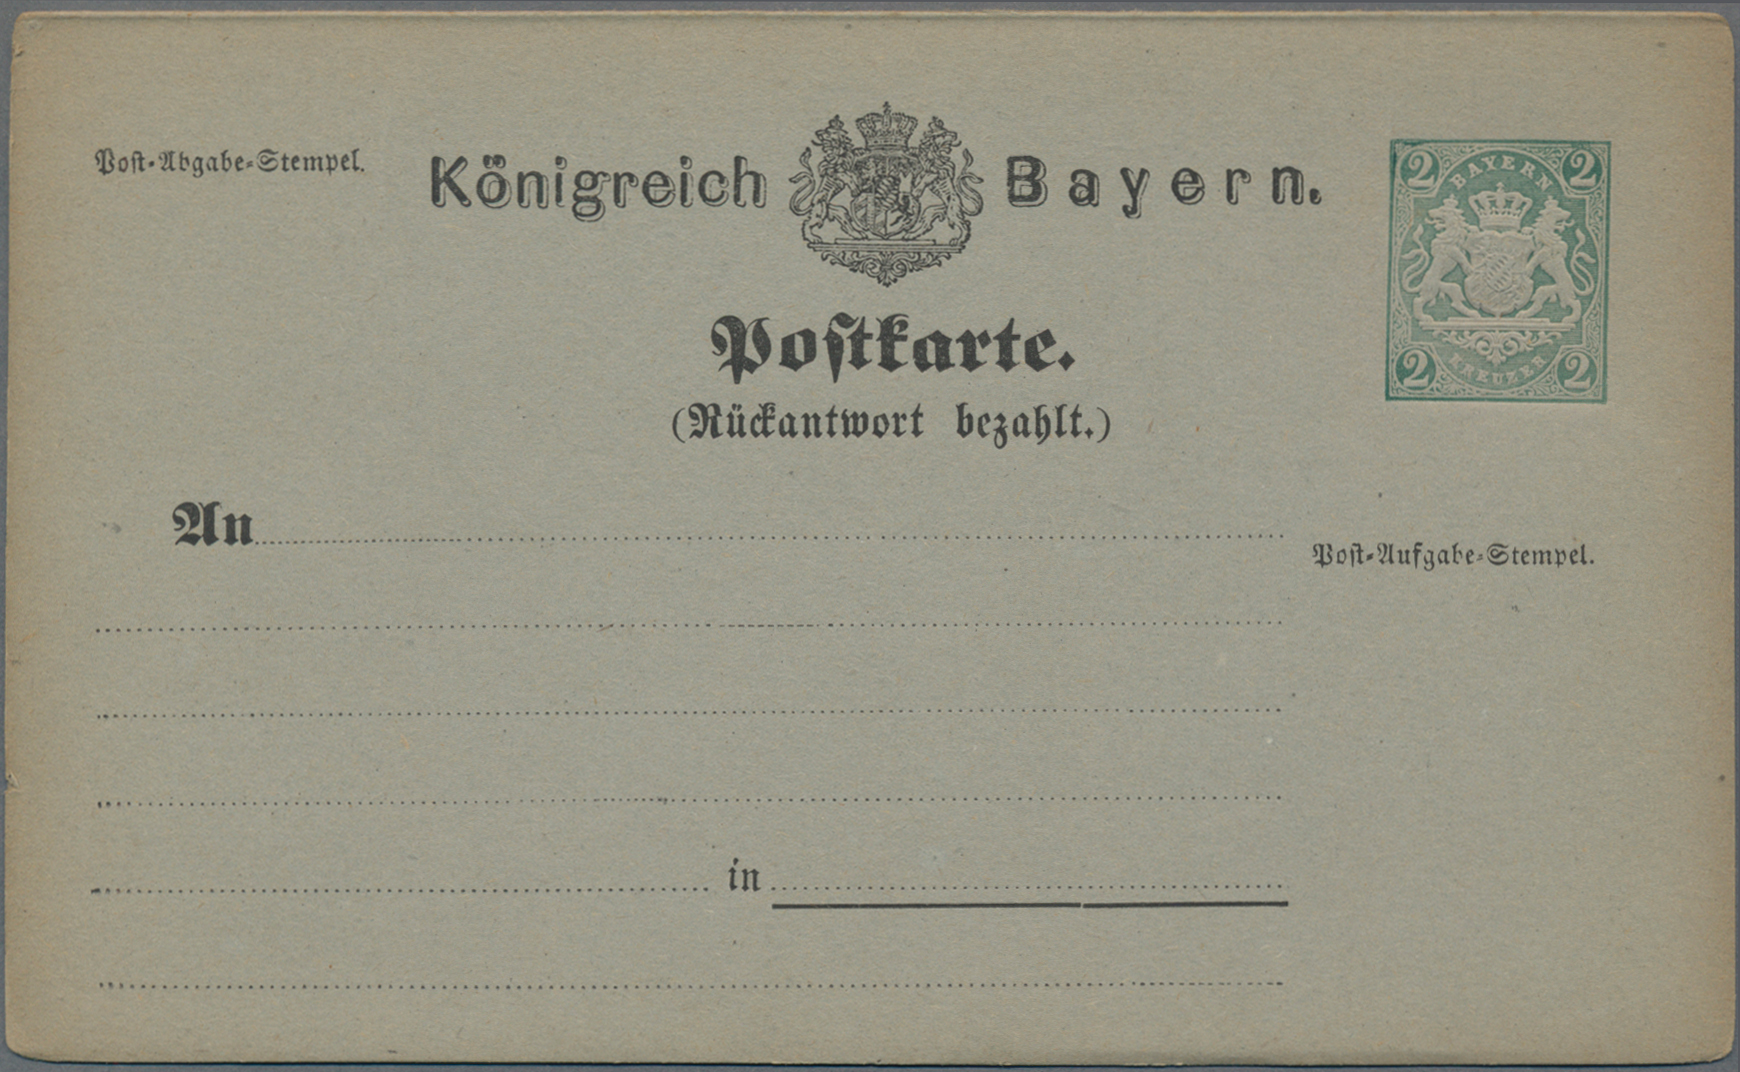 Post-Abgabe-Stempel.
Königreich Bayern.
2 BAYERN 2
2 KREUZER 2
Postkarte.
(Rückantwort bezahlt.)
An
Post-Aufgabe-Stempel.
in